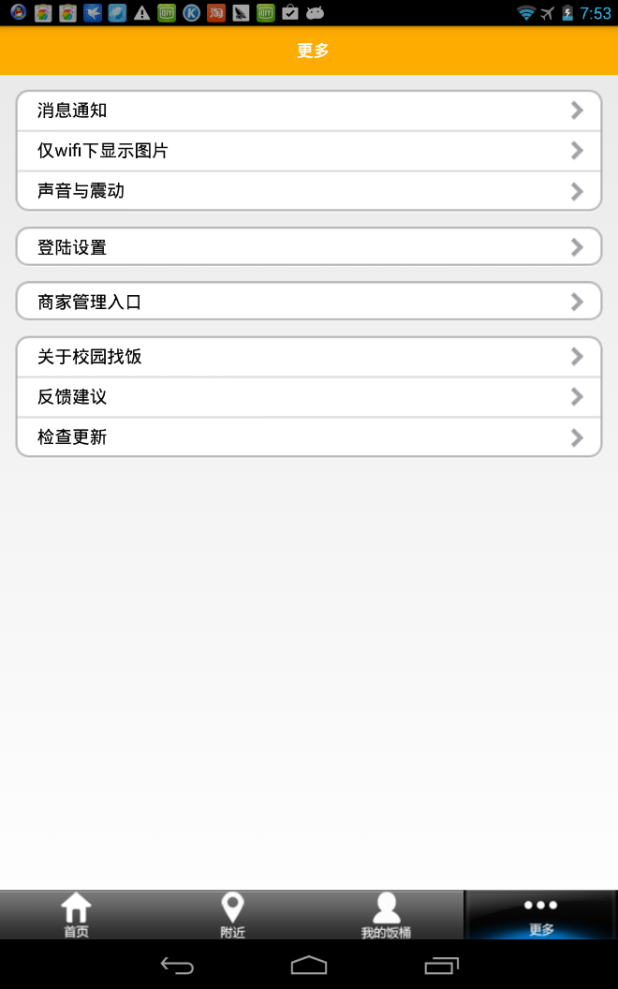 7:53
更多
消息通知
仅wifi下显示图片
声音与震动
登陆设置
商家管理入口
关于校园找饭
反馈建议
检查更新
首页
附近
我的饭桶
更多